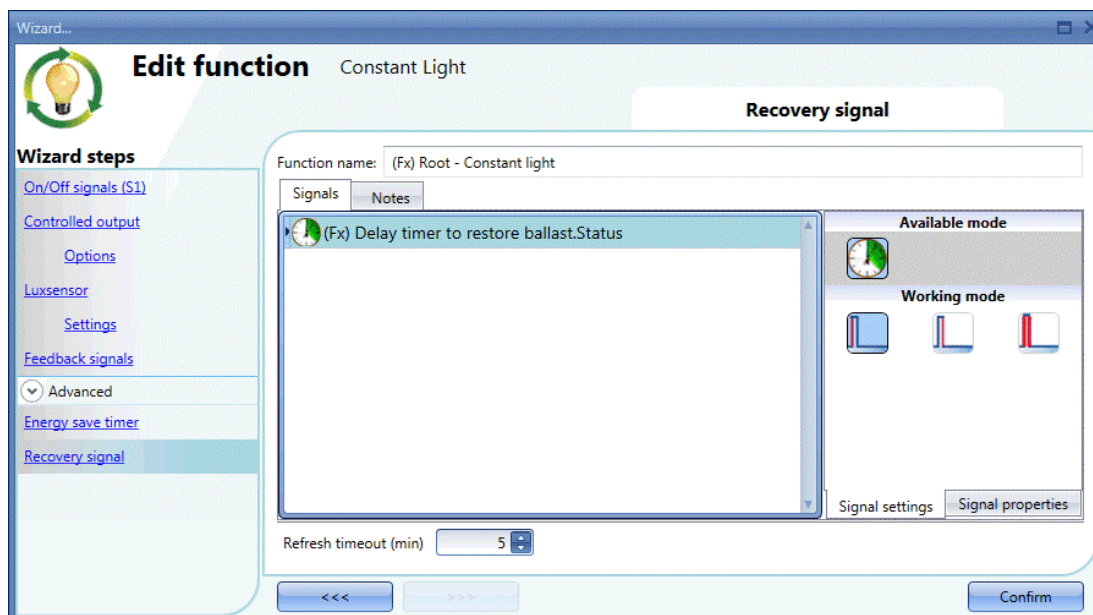 Wizard...
Edit function Constant Light
Recovery signal
Wizard steps
On/Off signals (S1)
Controlled output
Options
Luxsensor
Settings
Feedback signals
Advanced
Energy save timer
Recovery signal
Function name: (Fx) Root - Constant light
Signals Notes
(Fx) Delay timer to restore ballast.Status
Available mode
Working mode
Signal settings Signal properties
Refresh timeout (min) 5
<<< >>> Confirm